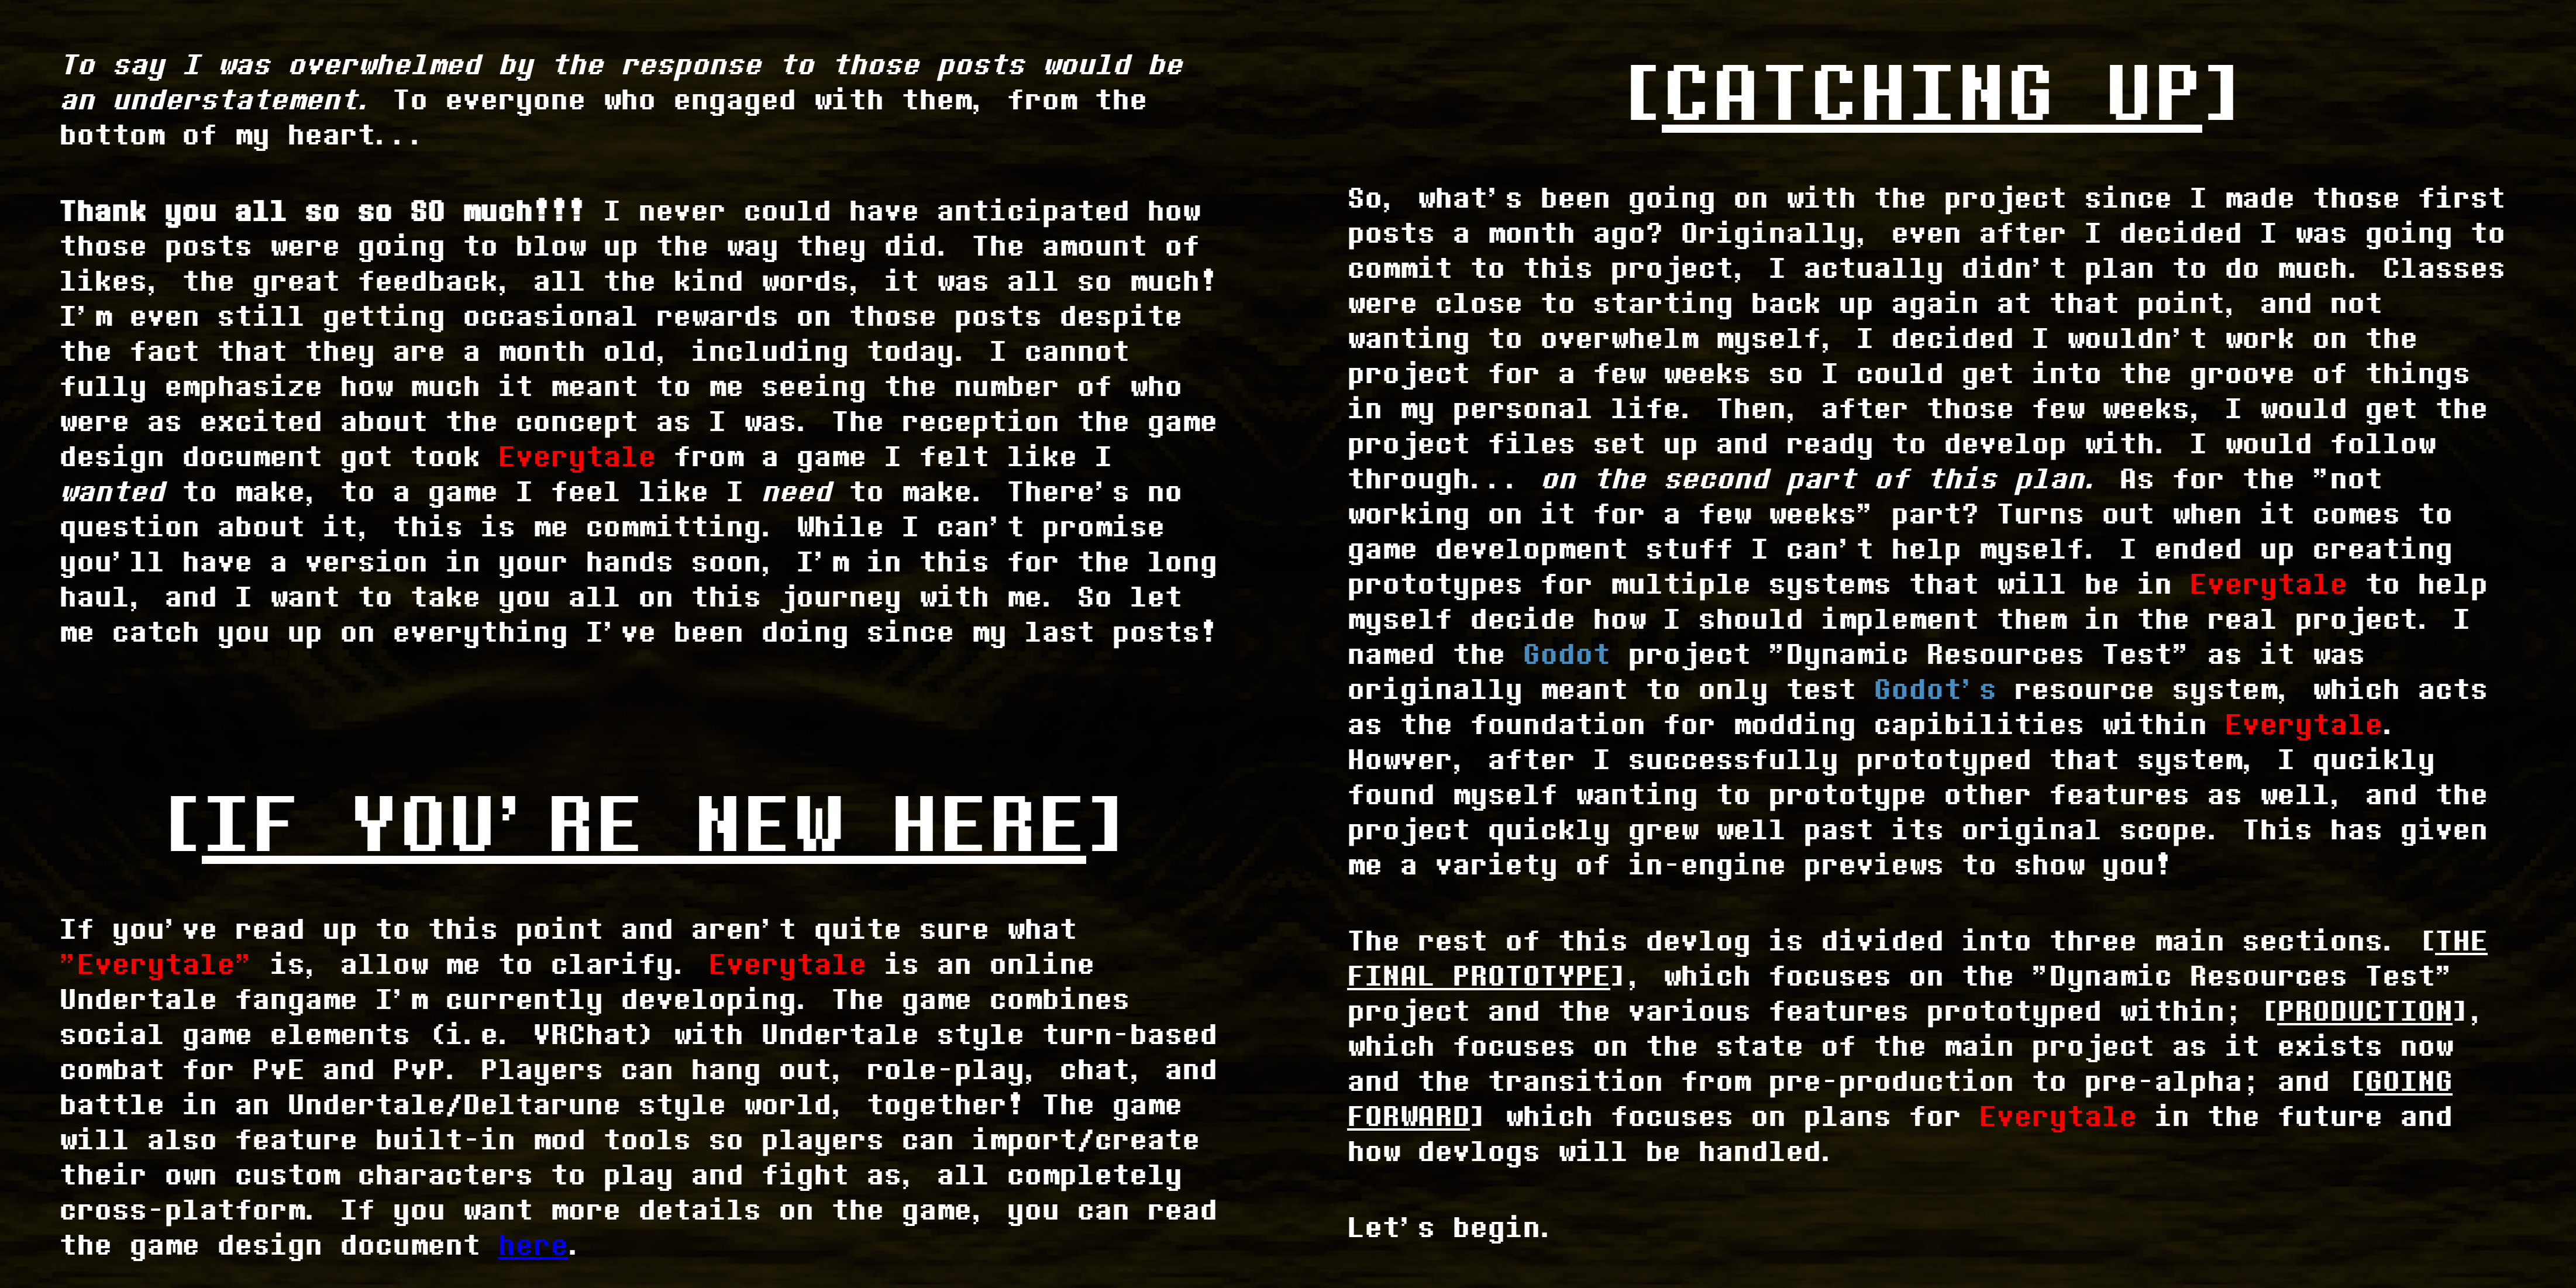 To say I was overwhelmed by the response to those posts would be
an understatement. To everyone who engaged with them, from the
bottom of my heart...
Thank you all so so SO much!!! I never could have anticipated how
those posts were going to blow up the way they did. The amount of
likes, the great feedback, all the kind words, it was all so much!
I'm even still getting occasional rewards on those posts despite
the fact that they are a month old, including today. I cannot
fully emphasize how much it meant to me seeing the number of who
were as excited about the concept as I was. The reception the game
design document got took Everytale from a game I felt like I
wanted to make, to a game I feel like I need to make. There's no
question about it, this is me committing. While I can't promise
you'll have a version in your hands soon, I'm in this for the long
haul, and I want to take you all on this journey with me. So let
me catch you up on everything I've been doing since my last posts!
[IF YOU'RE NEW HERE]
If you've read up to this point and aren't quite sure what
"Everytale" is, allow me to clarify. Everytale is an online
Undertale fangame I'm currently developing. The game combines
social game elements (i.e. VRChat) with Undertale style turn-based
combat for PvE and PvP. Players can hang out, role-play, chat, and
battle in an Undertale/Deltarune style world, together! The game
will also feature built-in mod tools so players can import/create
their own custom characters to play and fight as, all completely
cross-platform. If you want more details on the game, you can read
the game design document here.
[CATCHING UP]
So, what's been going on with the project since I made those first
posts a month ago? Originally, even after I decided I was going to
commit to this project, I actually didn't plan to do much. Classes
were close to starting back up again at that point, and not
wanting to overwhelm myself, I decided I wouldn't work on the
project for a few weeks so I could get into the groove of things
in my personal life. Then, after those few weeks, I would get the
project files set up and ready to develop with. I would follow
through... on the second part of this plan. As for the "not
working on it for a few weeks" part? Turns out when it comes to
game development stuff I can't help myself. I ended up creating
prototypes for multiple systems that will be in Everytale to help
myself decide how I should implement them in the real project. I
named the Godot project "Dynamic Resources Test" as it was
originally meant to only test Godot's resource system, which acts
as the foundation for modding capibilities within Everytale.
Howver, after I successfully prototyped that system, I qucikly
found myself wanting to prototype other features as well, and the
project quickly grew well past its original scope. This has given
me a variety of in-engine previews to show you!
The rest of this devlog is divided into three main sections. [THE
FINAL PROTOTYPE], which focuses on the "Dynamic Resources Test"
project and the various features prototyped within; [PRODUCTION],
which focuses on the state of the main project as it exists now
and the transition from pre-production to pre-alpha; and [GOING
FORWARD] which focuses on plans for Everytale in the future and
how devlogs will be handled.
Let's begin.